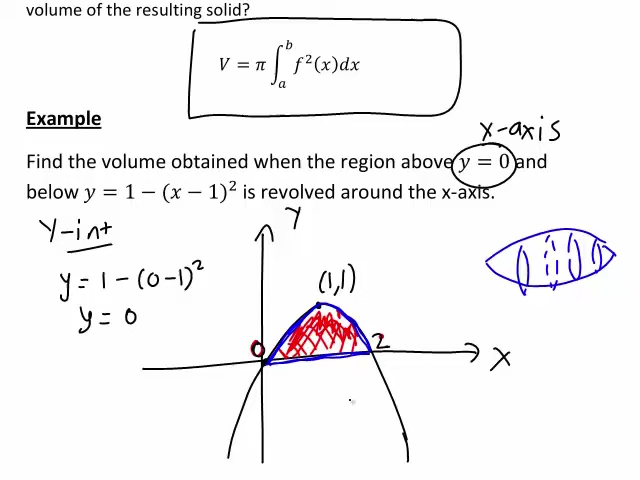 volume of the resulting solid?
V = π ∫_a^b f²(x)dx
Example
x-axis
Find the volume obtained when the region above y = 0 and
below y = 1 − (x − 1)² is revolved around the x-axis.
Y-int
y = 1 - (0-1)²
y = 0
Y
(1,1)
0
2
X